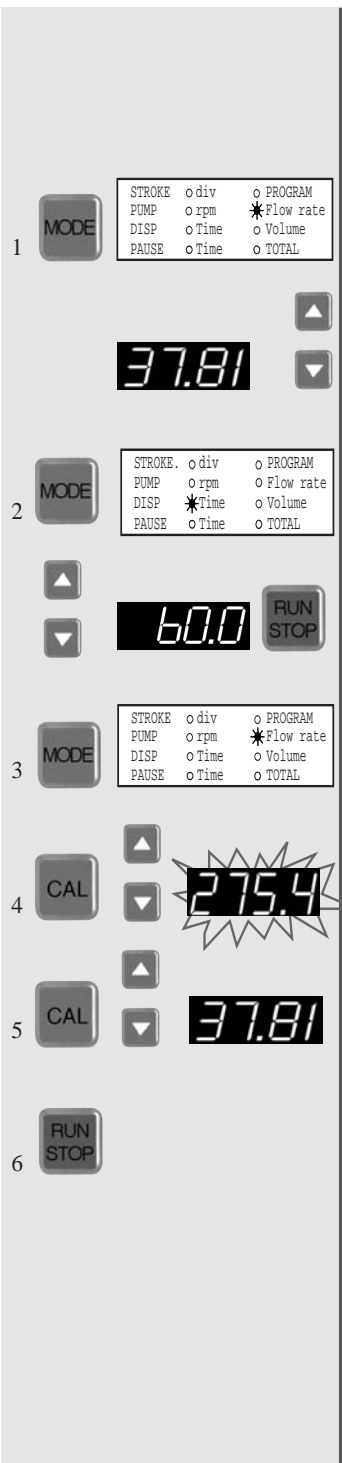 STROKE div PROGRAM
PUMP rpm Flow rate
DISP Time Volume
PAUSE Time TOTAL
1 MODE
37.81
STROKE. div PROGRAM
PUMP rpm Flow rate
DISP Time Volume
PAUSE Time TOTAL
2 MODE
60.0 RUN
STOP
STROKE div PROGRAM
PUMP rpm Flow rate
DISP Time Volume
PAUSE Time TOTAL
3 MODE
4 CAL 275.4
5 CAL 37.81
6 RUN
STOP